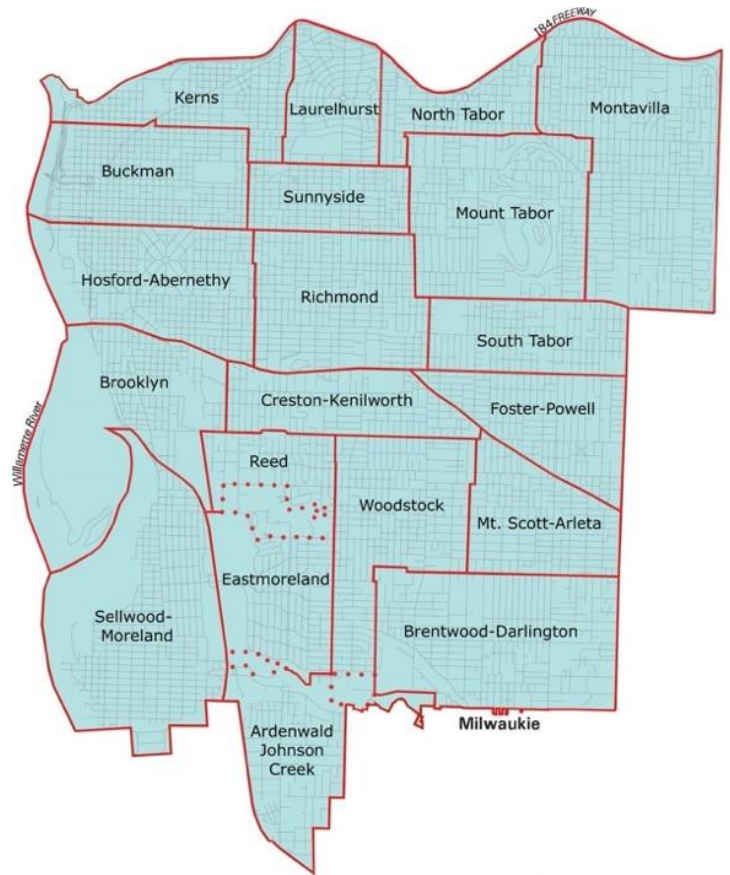 I84 FREEWAY
Kerns
Laurelhurst
North Tabor
Montavilla
Buckman
Sunnyside
Mount Tabor
Hosford-Abernethy
Richmond
South Tabor
Brooklyn
Creston-Kenilworth
Foster-Powell
Willamette River
Reed
Woodstock
Mt. Scott-Arleta
Eastmoreland
Sellwood-
Moreland
Brentwood-Darlington
Milwaukie
Ardenwald
Johnson
Creek